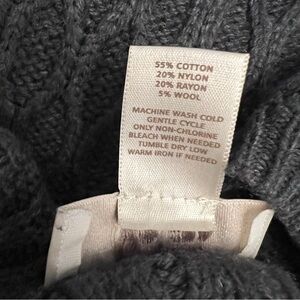 55% COTTON
20% NYLON
20% RAYON
5% WOOL
MACHINE WASH COLD
GENTLE CYCLE
ONLY NON-CHLORINE
BLEACH WHEN NEEDED
TUMBLE DRY LOW
WARM IRON IF NEEDED